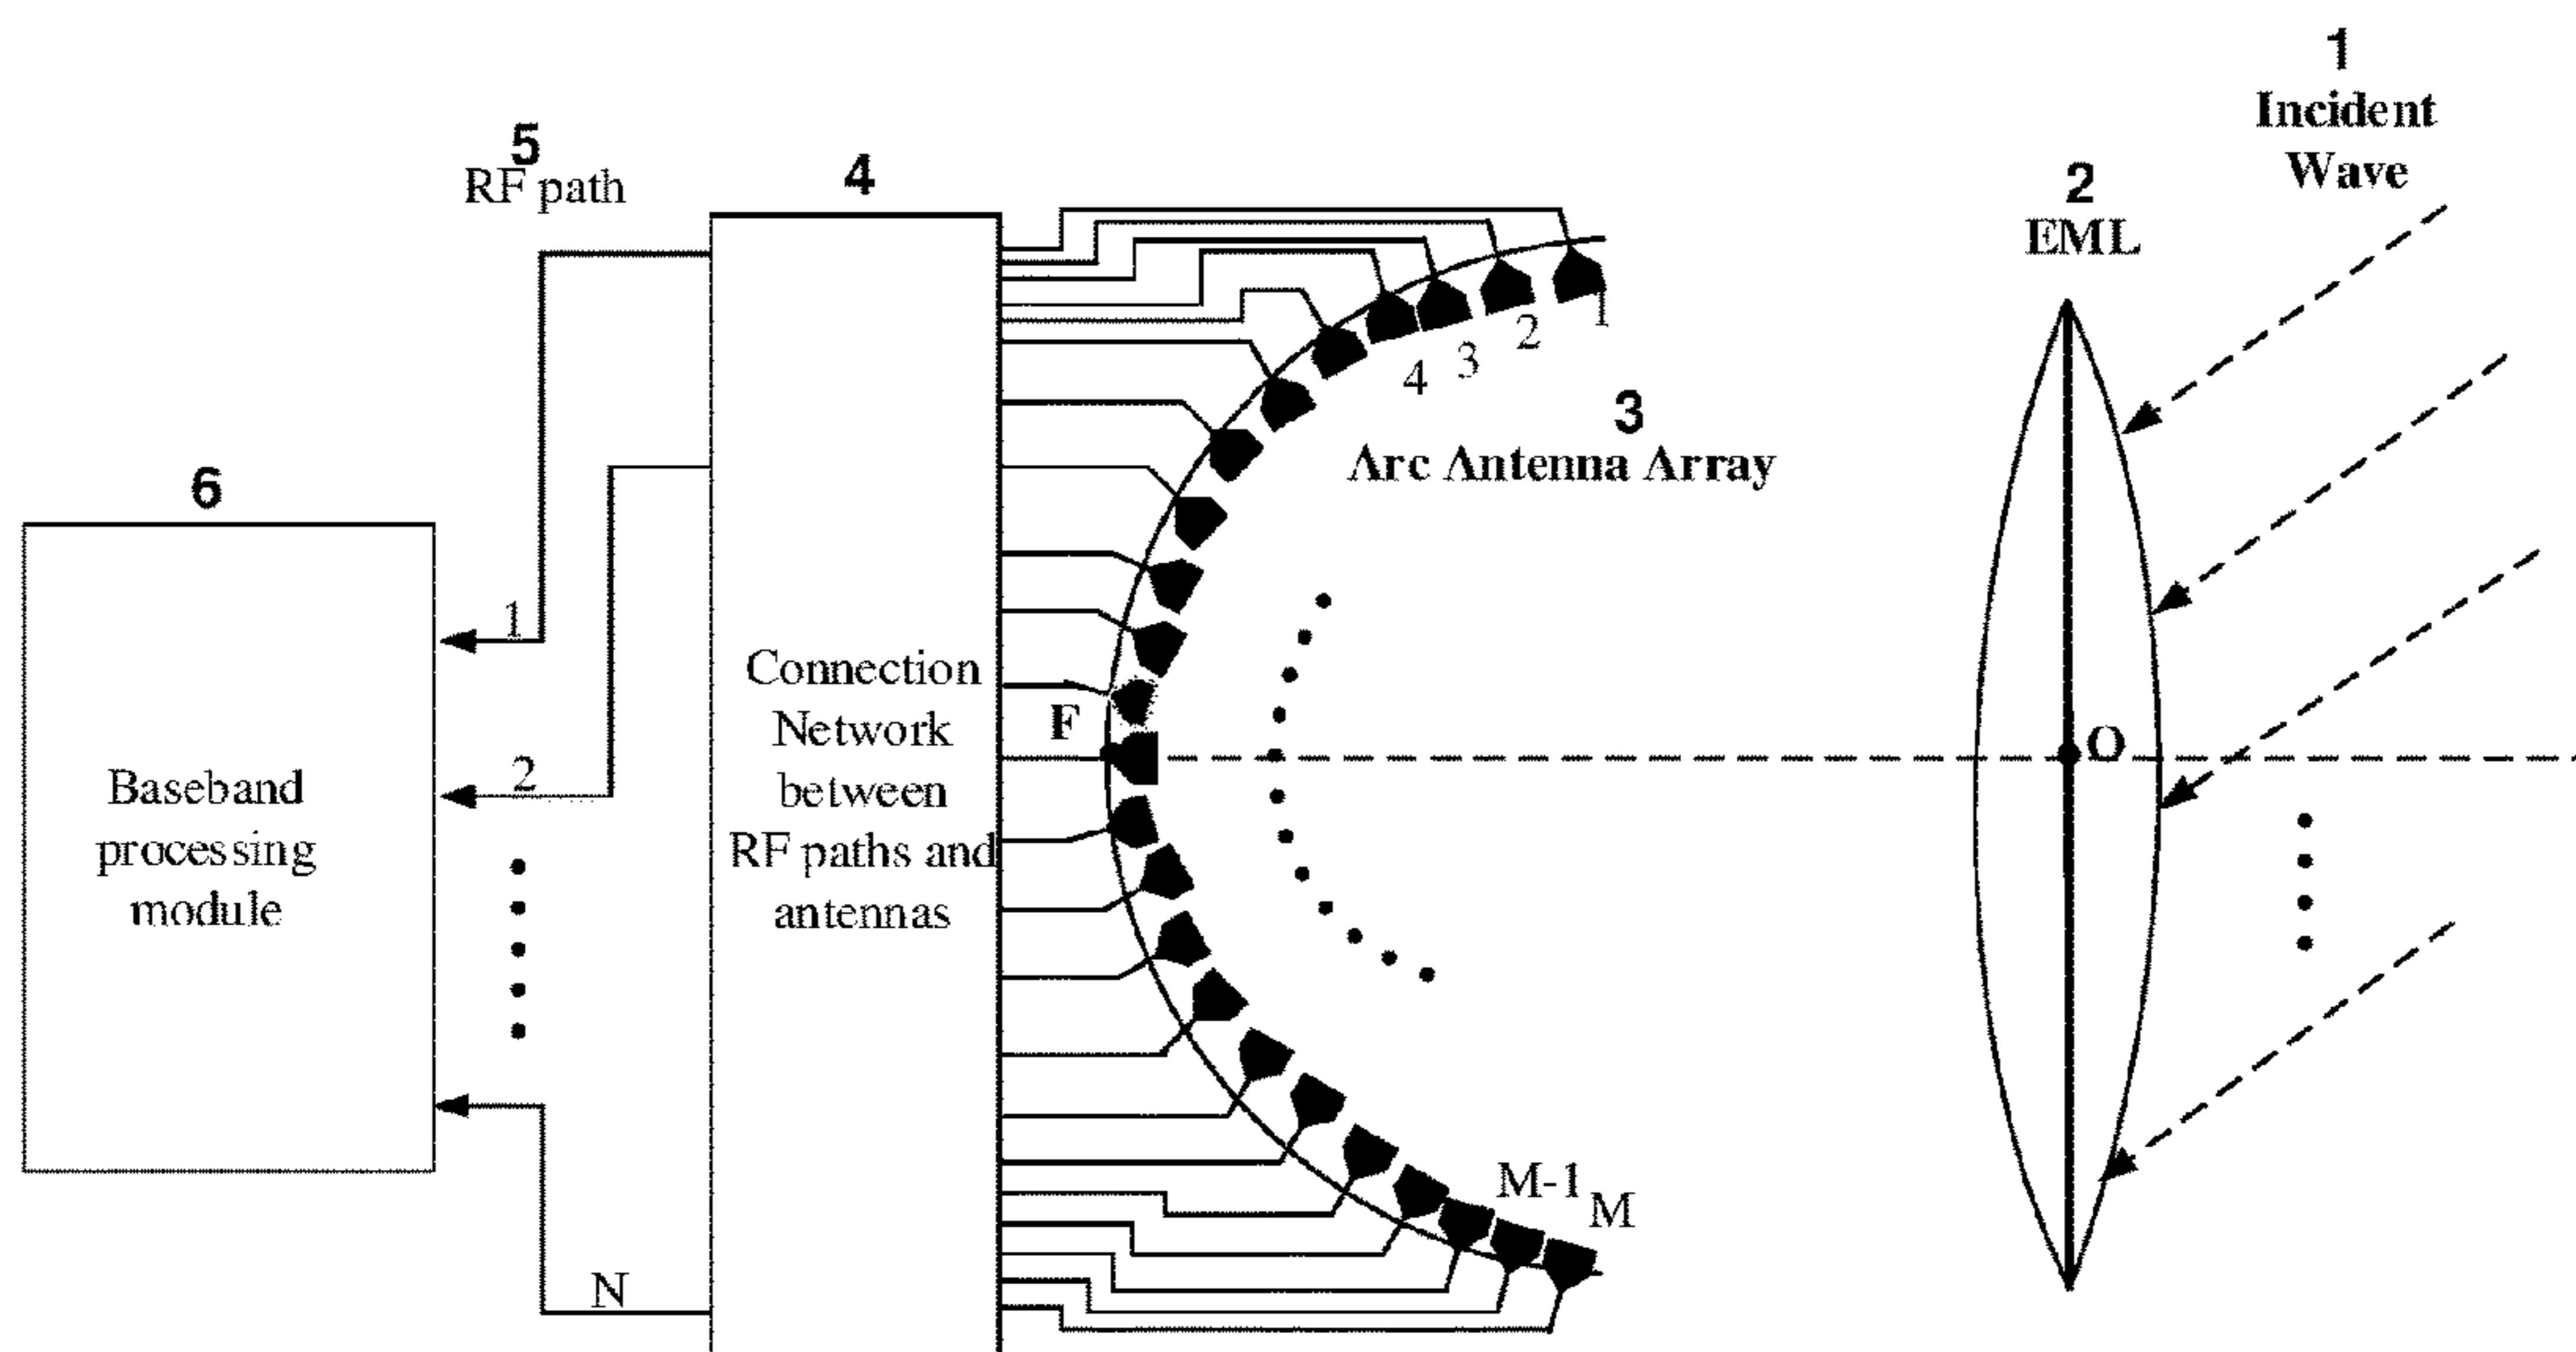 1
Incident
Wave
2
EML
5
RF path
4
1
2
3
4
3
Arc Antenna Array
6
1
2
N
Baseband
processing
module
Connection
Network
between
RF paths and
antennas
F
O
M-1
M